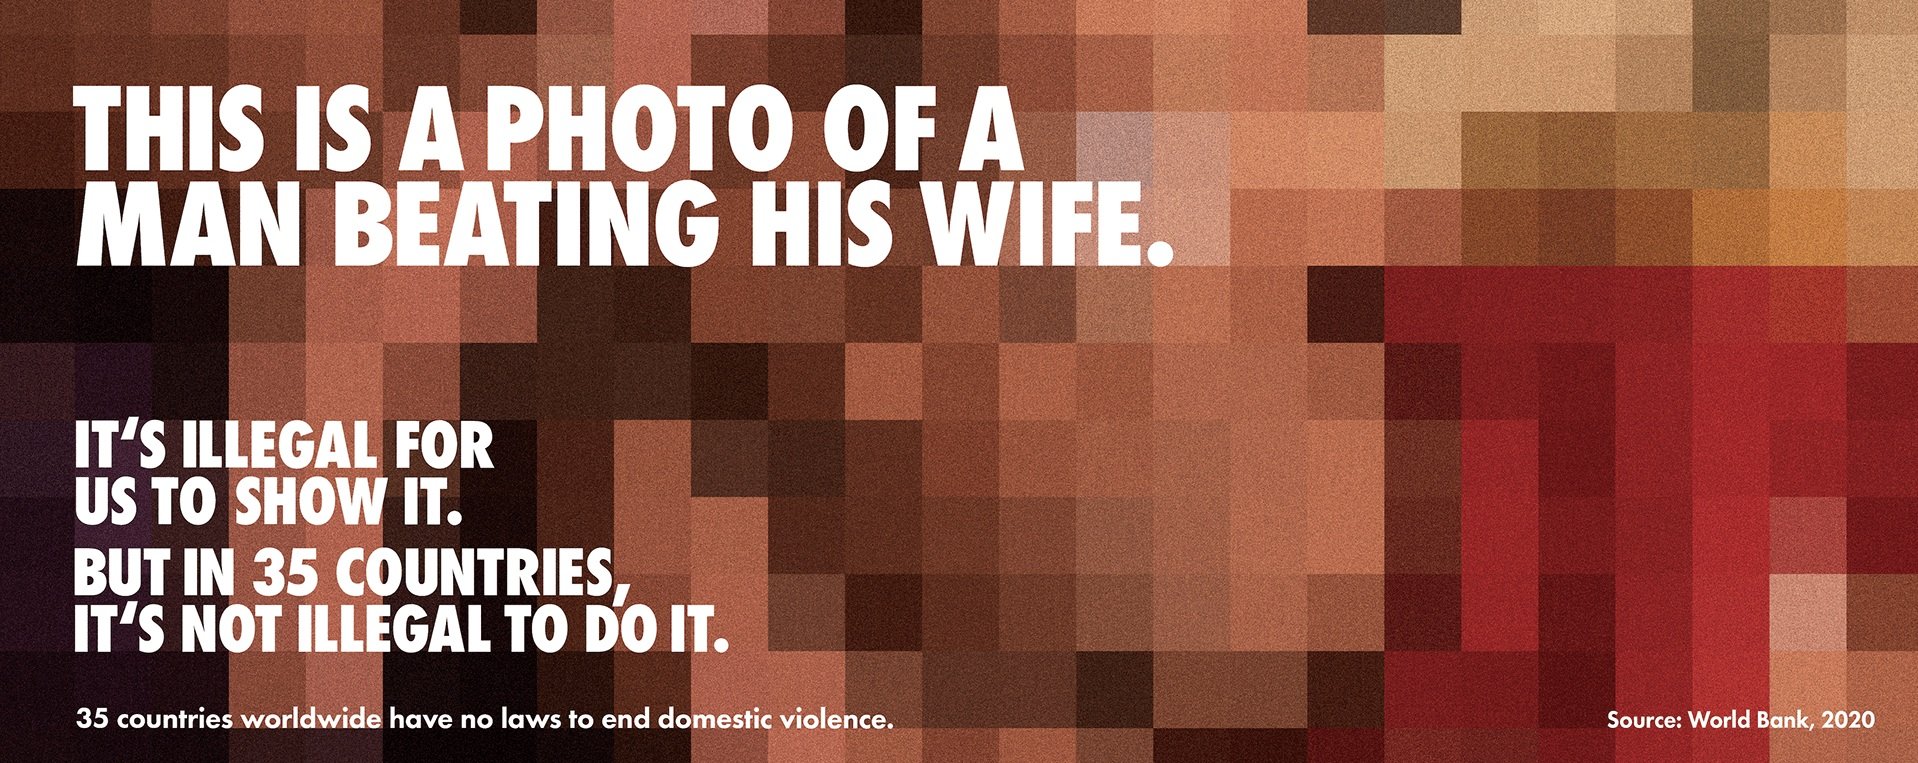 THIS IS A PHOTO OF A
MAN BEATING HIS WIFE.
IT‘S ILLEGAL FOR
US TO SHOW IT.
BUT IN 35 COUNTRIES,
IT‘S NOT ILLEGAL TO DO IT.
35 countries worldwide have no laws to end domestic violence.
Source: World Bank, 2020